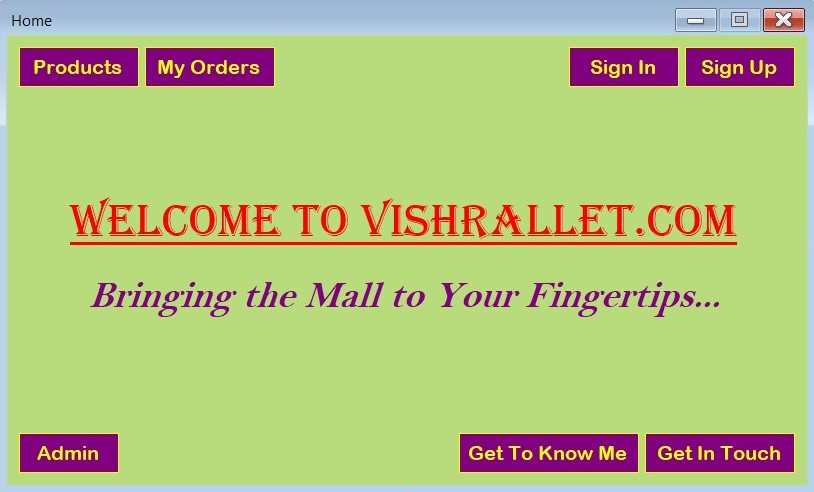 Home
Products My Orders Sign In Sign Up
WELCOME TO VISHRALLET.COM
Bringing the Mall to Your Fingertips...
Admin Get To Know Me Get In Touch